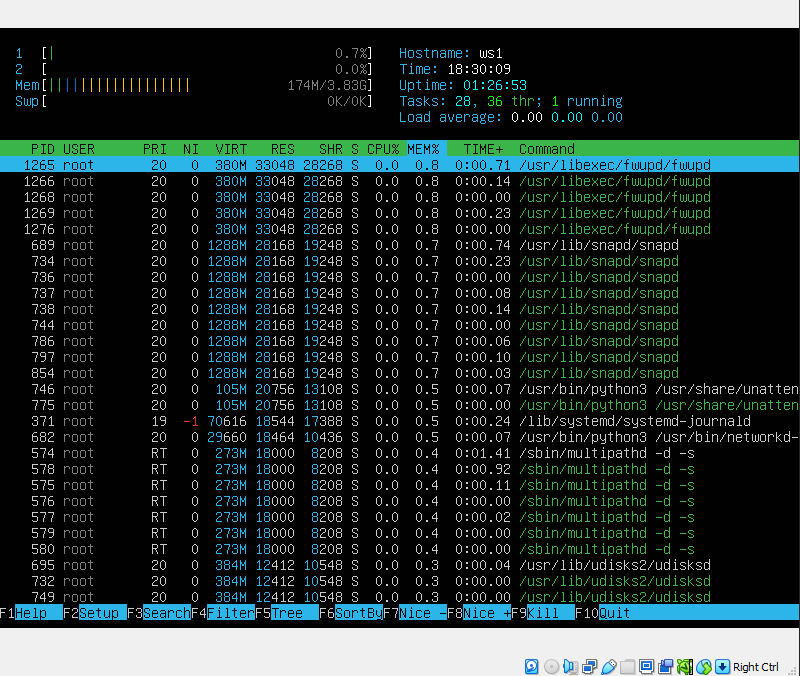 1 [| 0.7%] Hostname: ws1
2 [ 0.0%] Time: 18:30:09
Mem[|||||||||||||||||| 174M/3.83G] Uptime: 01:26:53
Swp[ 0K/0K] Tasks: 28, 36 thr; 1 running
Load average: 0.00 0.00 0.00
PID USER PRI NI VIRT RES SHR S CPU% MEM% TIME+ Command
1265 root 20 0 380M 33048 28268 S 0.0 0.8 0:00.71 /usr/libexec/fwupd/fwupd
1266 root 20 0 380M 33048 28268 S 0.0 0.8 0:00.14 /usr/libexec/fwupd/fwupd
1268 root 20 0 380M 33048 28268 S 0.0 0.8 0:00.00 /usr/libexec/fwupd/fwupd
1269 root 20 0 380M 33048 28268 S 0.0 0.8 0:00.23 /usr/libexec/fwupd/fwupd
1276 root 20 0 380M 33048 28268 S 0.0 0.8 0:00.00 /usr/libexec/fwupd/fwupd
689 root 20 0 1288M 28168 19248 S 0.0 0.7 0:00.74 /usr/lib/snapd/snapd
734 root 20 0 1288M 28168 19248 S 0.0 0.7 0:00.23 /usr/lib/snapd/snapd
736 root 20 0 1288M 28168 19248 S 0.0 0.7 0:00.00 /usr/lib/snapd/snapd
737 root 20 0 1288M 28168 19248 S 0.0 0.7 0:00.08 /usr/lib/snapd/snapd
738 root 20 0 1288M 28168 19248 S 0.0 0.7 0:00.14 /usr/lib/snapd/snapd
744 root 20 0 1288M 28168 19248 S 0.0 0.7 0:00.00 /usr/lib/snapd/snapd
786 root 20 0 1288M 28168 19248 S 0.0 0.7 0:00.06 /usr/lib/snapd/snapd
797 root 20 0 1288M 28168 19248 S 0.0 0.7 0:00.10 /usr/lib/snapd/snapd
854 root 20 0 1288M 28168 19248 S 0.0 0.7 0:00.03 /usr/lib/snapd/snapd
746 root 20 0 105M 20756 13108 S 0.0 0.5 0:00.07 /usr/bin/python3 /usr/share/unatten
775 root 20 0 105M 20756 13108 S 0.0 0.5 0:00.00 /usr/bin/python3 /usr/share/unatten
371 root 19 -1 70616 18544 17388 S 0.0 0.5 0:00.24 /lib/systemd/systemd-journald
682 root 20 0 29660 18464 10436 S 0.0 0.5 0:00.07 /usr/bin/python3 /usr/bin/networkd-
574 root RT 0 273M 18000 8208 S 0.0 0.4 0:01.41 /sbin/multipathd -d -s
578 root RT 0 273M 18000 8208 S 0.0 0.4 0:00.92 /sbin/multipathd -d -s
575 root RT 0 273M 18000 8208 S 0.0 0.4 0:00.11 /sbin/multipathd -d -s
576 root RT 0 273M 18000 8208 S 0.0 0.4 0:00.00 /sbin/multipathd -d -s
577 root RT 0 273M 18000 8208 S 0.0 0.4 0:00.02 /sbin/multipathd -d -s
579 root RT 0 273M 18000 8208 S 0.0 0.4 0:00.00 /sbin/multipathd -d -s
580 root RT 0 273M 18000 8208 S 0.0 0.4 0:00.00 /sbin/multipathd -d -s
695 root 20 0 384M 12412 10548 S 0.0 0.3 0:00.04 /usr/lib/udisks2/udisksd
732 root 20 0 384M 12412 10548 S 0.0 0.3 0:00.00 /usr/lib/udisks2/udisksd
749 root 20 0 384M 12412 10548 S 0.0 0.3 0:00.00 /usr/lib/udisks2/udisksd
F1Help F2Setup F3SearchF4FilterF5Tree F6SortByF7Nice -F8Nice +F9Kill F10Quit
Right Ctrl